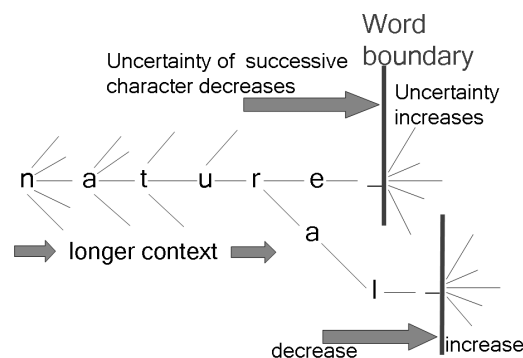 Word
boundary
Uncertainty of successive
character decreases
Uncertainty
increases
n a t u r e _
a
l _
longer context
decrease
increase